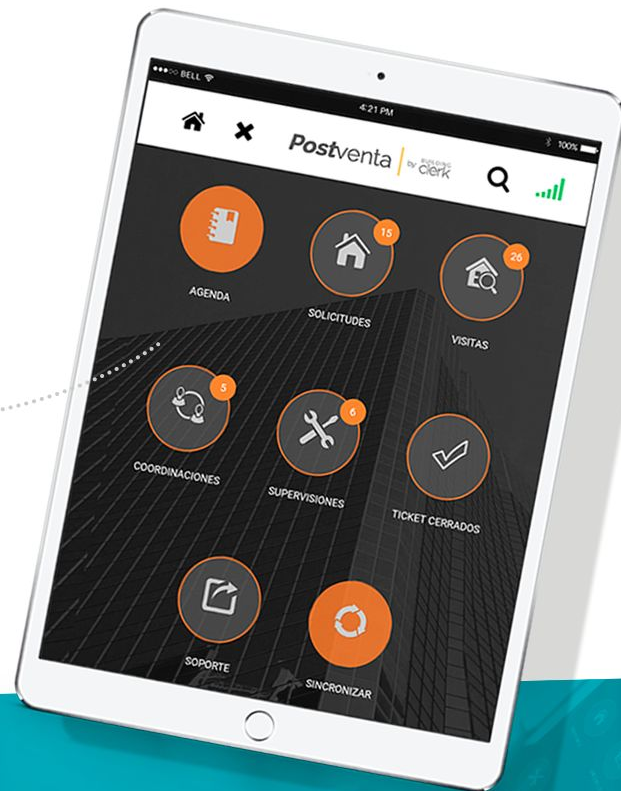 BELL
4:21 PM
100%
Postventa by BUILDING clerk
15
26
AGENDA
SOLICITUDES
VISITAS
5
6
COORDINACIONES
SUPERVISIONES
TICKET CERRADOS
SOPORTE
SINCRONIZAR